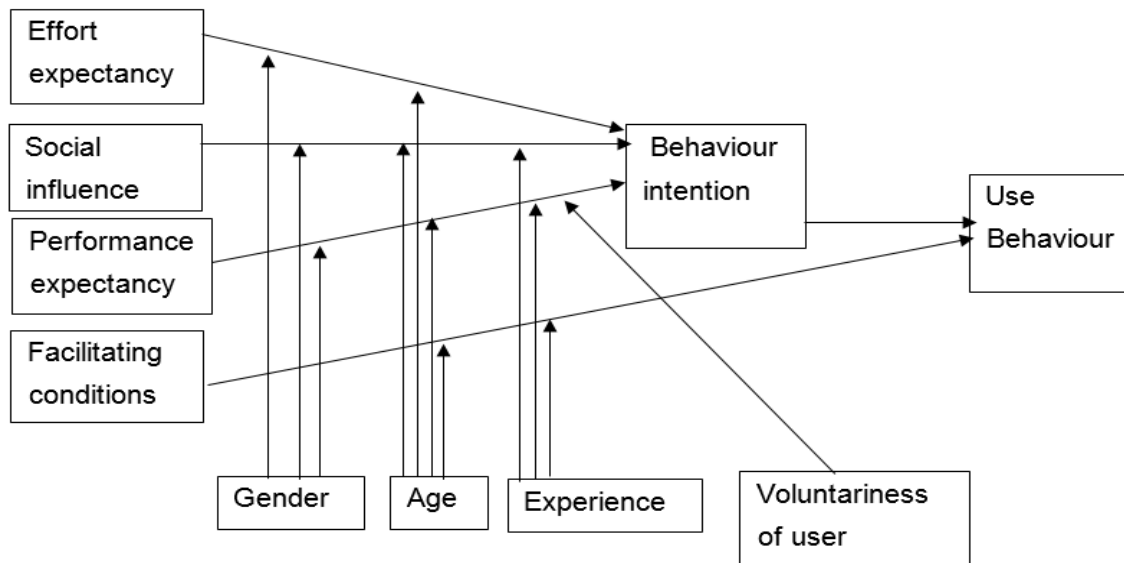 Effort
expectancy
Social
influence
Performance
expectancy
Facilitating
conditions
Behaviour
intention
Use
Behaviour
Gender
Age
Experience
Voluntariness
of user